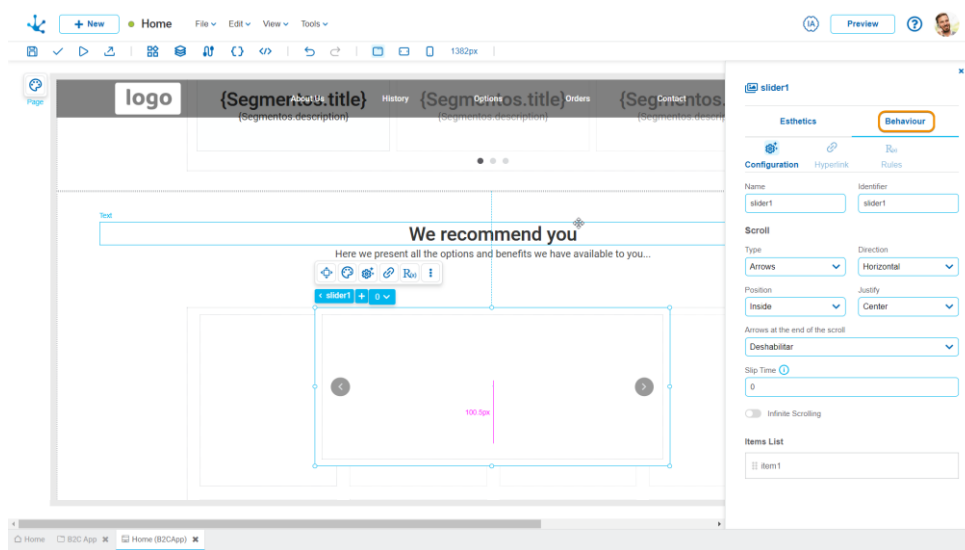 + New
Home
File
Edit
View
Tools
IA
Preview
?
1382px
Page
logo
{Segmentos.title}
About Us
History
{Segmentos.title}
Options
Orders
{Segmentos.
Contact
{Segmentos.description}
{Segmentos.description}
{Segmentos.descri
Text
We recommend you
Here we present all the options and benefits we have available to you...
R(x)
slider1
+
0
100.5px
slider1
Esthetics
Behaviour
Configuration
Hyperlink
R(x)
Rules
Name
Identifier
slider1
slider1
Scroll
Type
Direction
Arrows
Horizontal
Position
Justify
Inside
Center
Arrows at the end of the scroll
Deshabilitar
Slip Time
0
Infinite Scrolling
Items List
item1
Home
B2C App
Home (B2CApp)